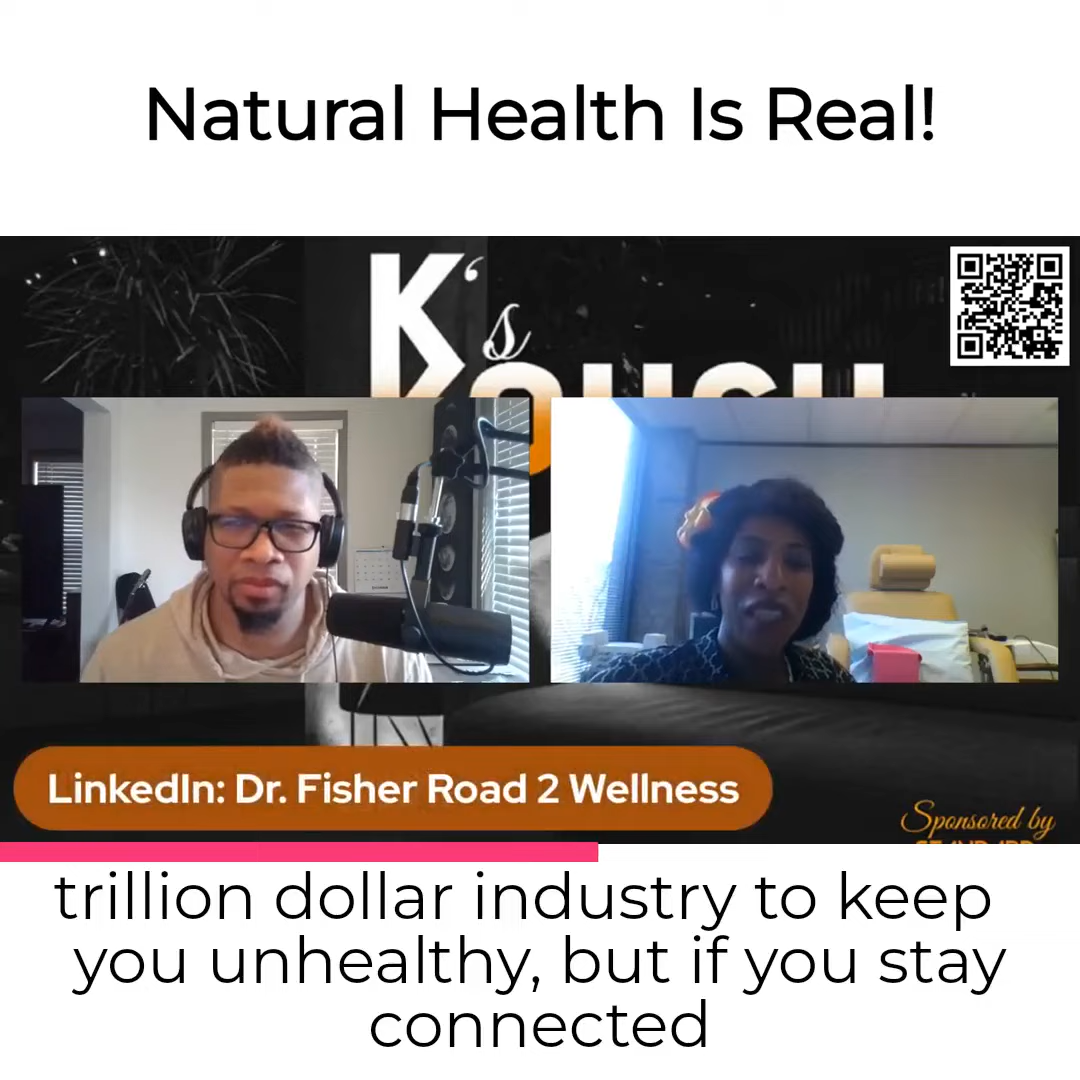 Natural Health Is Real!
K's
LinkedIn: Dr. Fisher Road 2 Wellness
Sponsored by
trillion dollar industry to keep
you unhealthy, but if you stay
connected